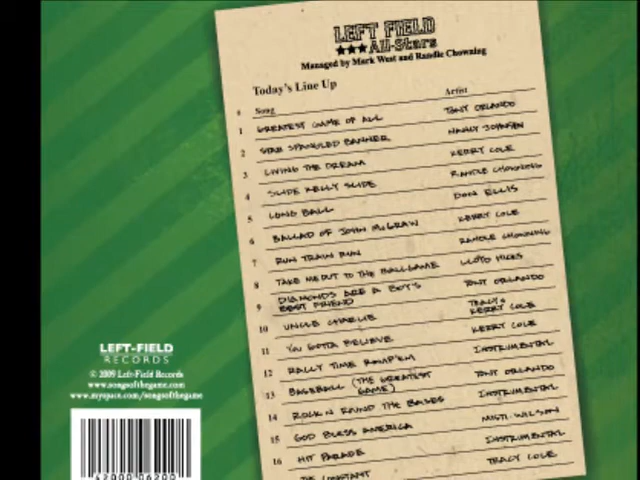 LEFT FIELD
★★★ All-Stars
Managed by Mark West and Randle Chowning
Today's Line Up
# Song Artist
1 GREATEST GAME OF ALL TONY ORLANDO
2 STAR SPANGLED BANNER NANCY JOHNSON
3 LIVING THE DREAM KERRY COLE
4 SLIDE KELLY SLIDE RANDLE CHOWNING
5 LONG BALL DON ELLIS
6 BALLAD OF JOHN McGRAW KERRY COLE
7 RUN TRAIN RUN RANDLE CHOWNING
8 TAKE ME OUT TO THE BALLGAME LLOYD HICKS
9 DIAMONDS ARE A BOY'S TONY ORLANDO
BEST FRIEND
10 UNCLE CHARLIE TRACY &
KERRY COLE
11 YOU GOTTA BELIEVE KERRY COLE
12 RALLY TIME ROMP'EM INSTRUMENTAL
13 BASEBALL (THE GREATEST TONY ORLANDO
GAME)
14 ROCK N ROUND THE BASES INSTRUMENTAL
15 GOD BLESS AMERICA MISTI WILSON
16 HIT PARADE INSTRUMENTAL
CONSTANT TRACY COLE
LEFT-FIELD
RECORDS
© 2009 Left-Field Records
www.songsofthegame.com
www.myspace.com/songsofthegame
42000 06200